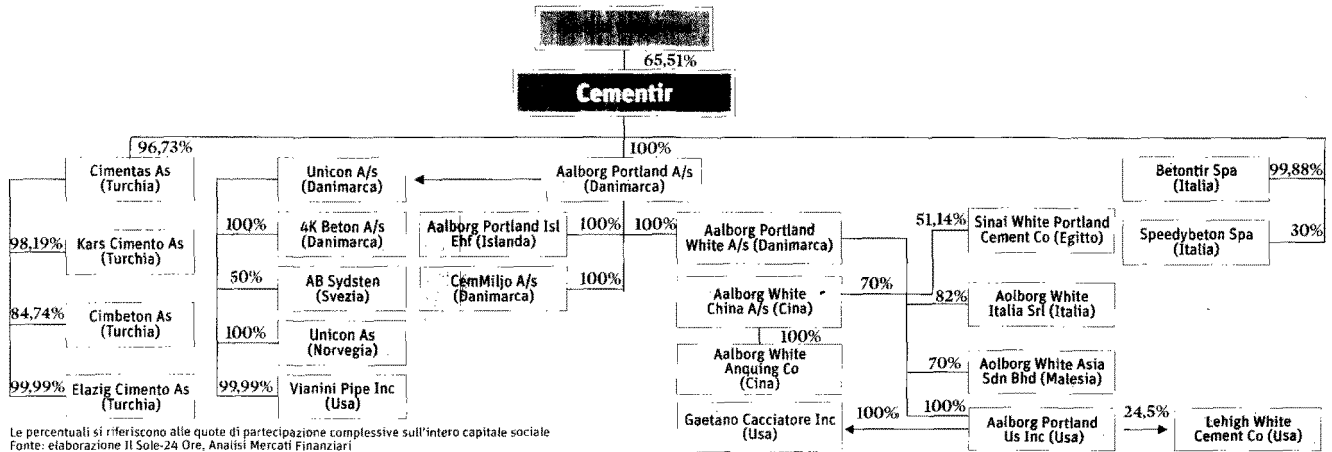 65,51%
Cementir
96,73%
Cimentas As
(Turchia)
98,19%
Kars Cimento As
(Turchia)
84,74%
Cimbeton As
(Turchia)
99,99%
Elazig Cimento As
(Turchia)
Unicon A/s
(Danimarca)
100%
4K Beton A/s
(Danimarca)
50%
AB Sydsten
(Svezia)
100%
Unicon As
(Norvegia)
99,99%
Vianini Pipe Inc
(Usa)
100%
Aalborg Portland A/s
(Danimarca)
Aalborg Portland Isl
Ehf (Islanda)
100%
CemMiljo A/s
(Danimarca)
100%
100%
Aalborg Portland
White A/s (Danimarca)
Aalborg White
China A/s (Cina)
70%
100%
Aalborg White
Anquing Co
(Cina)
Gaetano Cacciatore Inc
(Usa)
100%
51,14%
Sinai White Portland
Cement Co (Egitto)
82%
Aolborg White
Italia Srl (Italia)
70%
Aolborg White Asia
Sdn Bhd (Malesia)
100%
Aalborg Portland
Us Inc (Usa)
24,5%
Lehigh White
Cement Co (Usa)
Betontir Spa
(Italia)
99,88%
Speedybeton Spa
(Italia)
30%
Le percentuali si riferiscono alle quote di partecipazione complessive sull'intero capitale sociale
Fonte: elaborazione Il Sole-24 Ore, Analisi Mercati Finanziari